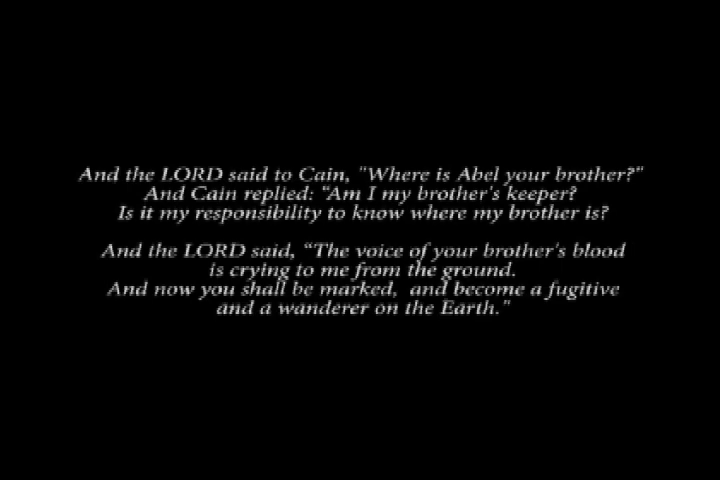 And the LORD said to Cain, "Where is Abel your brother?"
And Cain replied: “Am I my brother's keeper?
Is it my responsibility to know where my brother is?
And the LORD said, “The voice of your brother's blood
is crying to me from the ground.
And now you shall be marked, and become a fugitive
and a wanderer on the Earth."